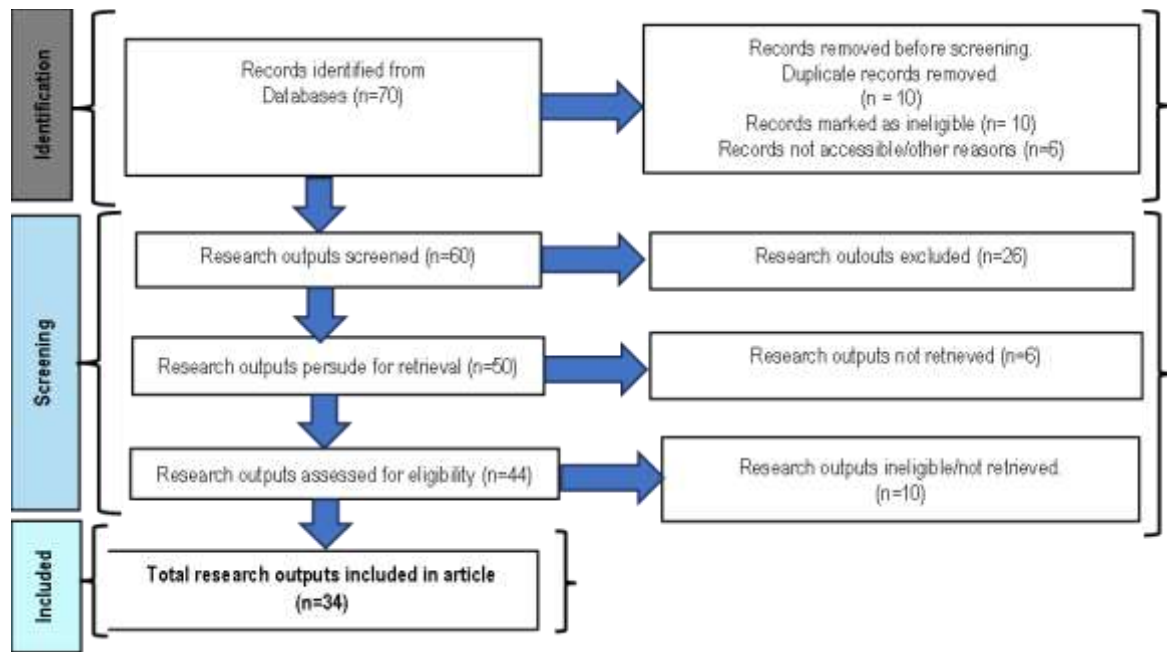 Identification
Records identified from
Databases (n=70)
Records removed before screening.
Duplicate records removed
(n = 10)
Records marked as ineligible (n= 10)
Records not accessible/other reasons (n=6)
Screening
Research outputs screened (n=60)
Research outouts excluded (n=26)
Research outputs persude for retrieval (n=50)
Research outputs not retrieved (n=6)
Research outputs assessed for eligibility (n=44)
Research outputs ineligible/not retrieved.
(n=10)
Included
Total research outputs included in article
(n=34)